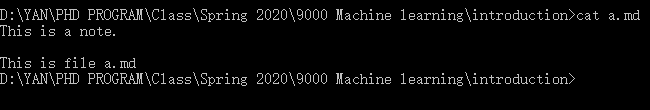 D:\YAN\PHD PROGRAM\Class\Spring 2020\9000 Machine learning\introduction>cat a.md
This is a note.
This is file a.md
D:\YAN\PHD PROGRAM\Class\Spring 2020\9000 Machine learning\introduction>